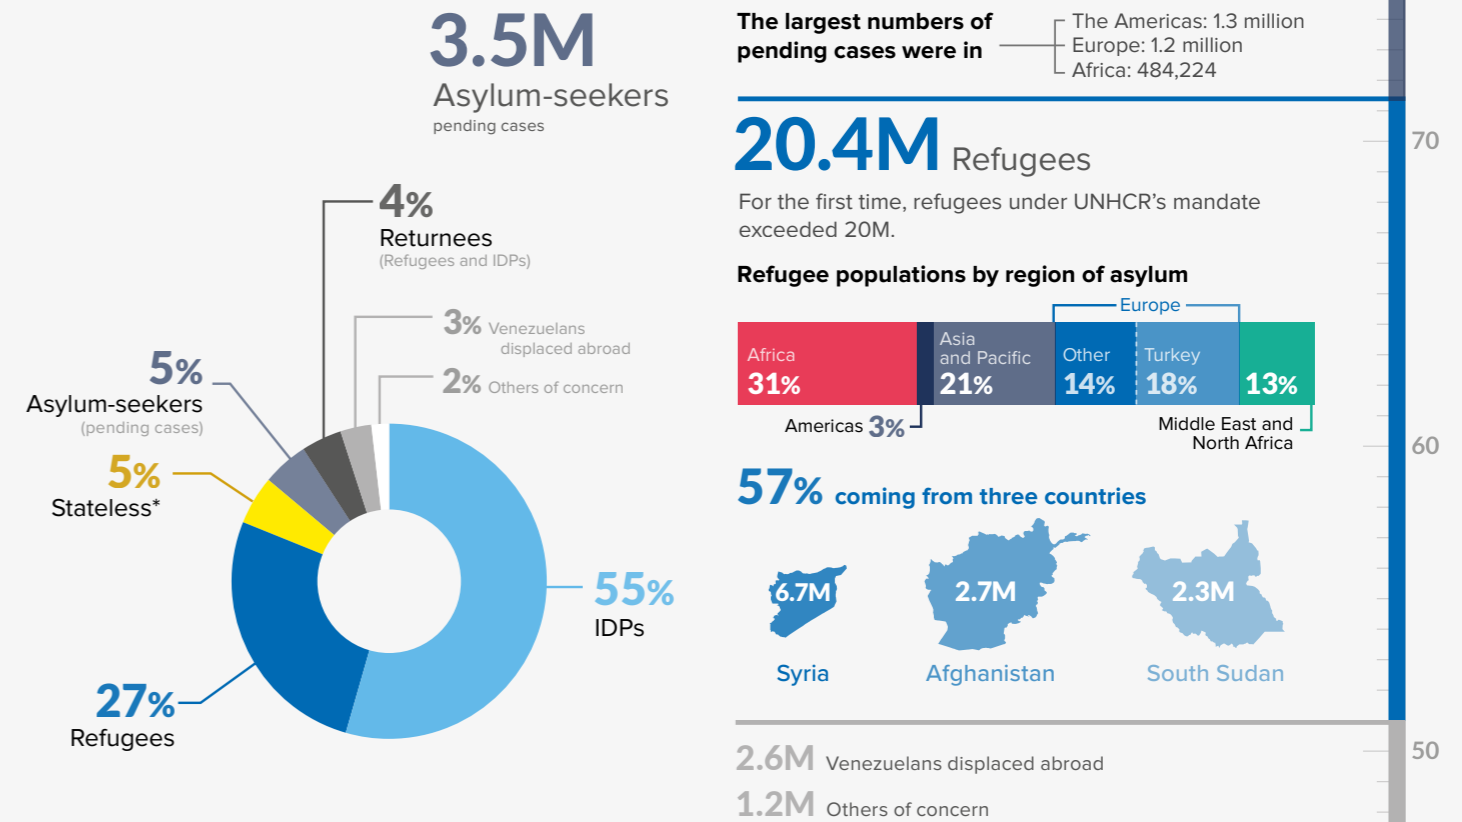 3.5M
Asylum-seekers
pending cases
4%
Returnees
(Refugees and IDPs)
3% Venezuelans
displaced abroad
2% Others of concern
5%
Asylum-seekers
(pending cases)
5%
Stateless*
55%
IDPs
27%
Refugees
The largest numbers of
pending cases were in
The Americas: 1.3 million
Europe: 1.2 million
Africa: 484,224
20.4M Refugees
For the first time, refugees under UNHCR’s mandate
exceeded 20M.
Refugee populations by region of asylum
Europe
Africa
31%
Asia
and Pacific
21%
Other
14%
Turkey
18%
13%
Americas 3%
Middle East and
North Africa
57% coming from three countries
6.7M
2.7M
2.3M
Syria
Afghanistan
South Sudan
2.6M Venezuelans displaced abroad
1.2M Others of concern
70
60
50